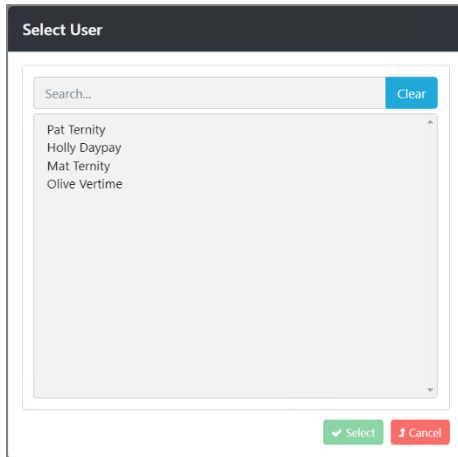 Select User
Search...
Clear
Pat Ternity
Holly Daypay
Mat Ternity
Olive Vertime
Select
Cancel